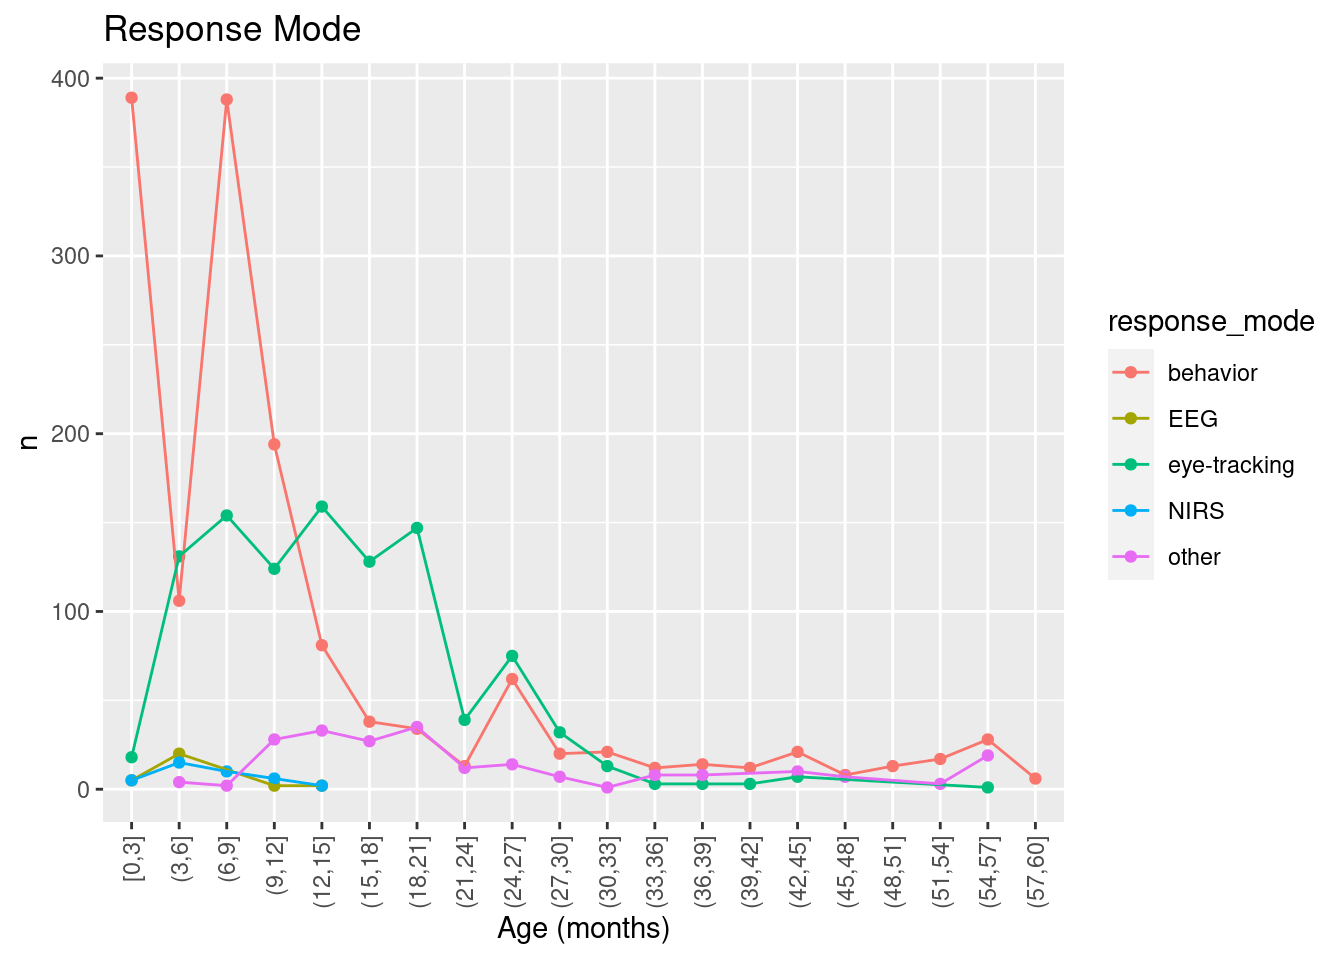 Response Mode
400
300
200
100
0
n
[0,3]
(3,6]
(6,9]
(9,12]
(12,15]
(15,18]
(18,21]
(21,24]
(24,27]
(27,30]
(30,33]
(33,36]
(36,39]
(39,42]
(42,45]
(45,48]
(48,51]
(51,54]
(54,57]
(57,60]
Age (months)
response_mode
behavior
EEG
eye-tracking
NIRS
other